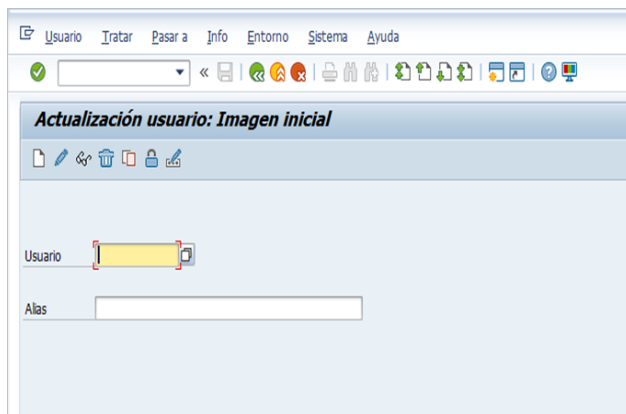 Usuario Tratar Pasar a Info Entorno Sistema Ayuda
Actualización usuario: Imagen inicial
Usuario
Alias